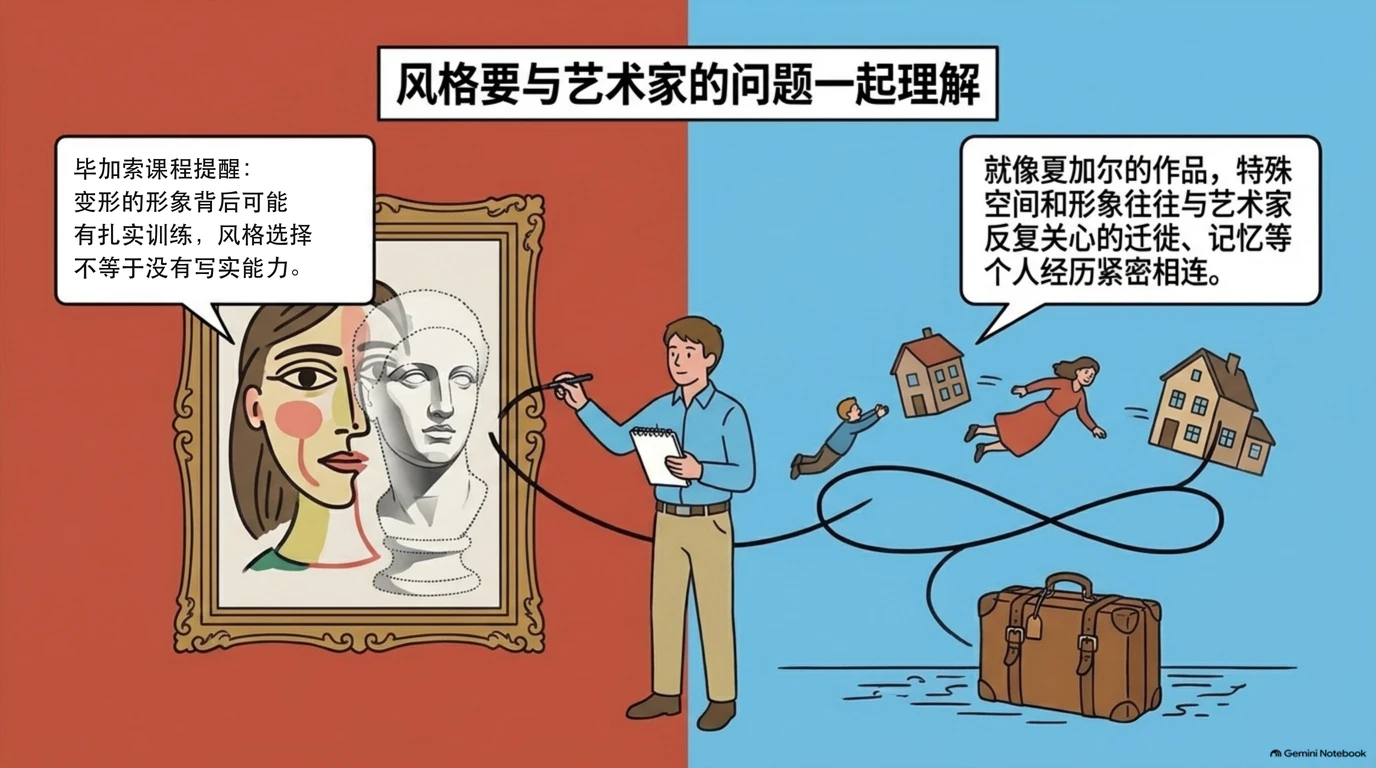 风格要与艺术家的问题一起理解
毕加索课程提醒：
变形的形象背后可能
有扎实训练，风格选择
不等于没有写实能力。
就像夏加尔的作品，特殊
空间和形象往往与艺术家
反复关心的迁徙、记忆等
个人经历紧密相连。
Gemini Notebook